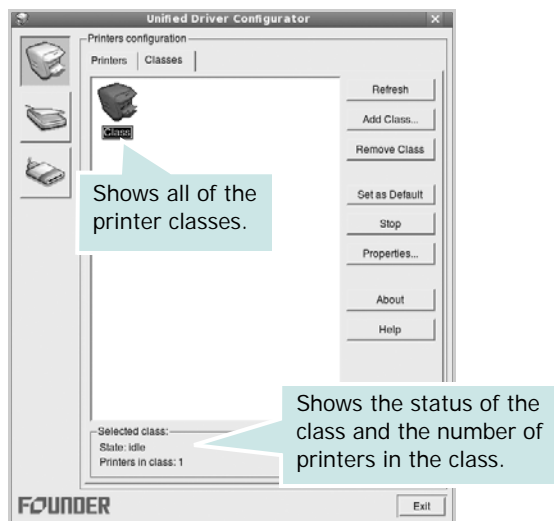 Unified Driver Configurator
Printers configuration
Printers
Classes
Class
Refresh
Add Class...
Remove Class
Set as Default
Stop
Properties...
About
Help
Shows all of the
printer classes.
Shows the status of the
class and the number of
printers in the class.
Selected class:
State: idle
Printers in class: 1
FOUNDER
Exit